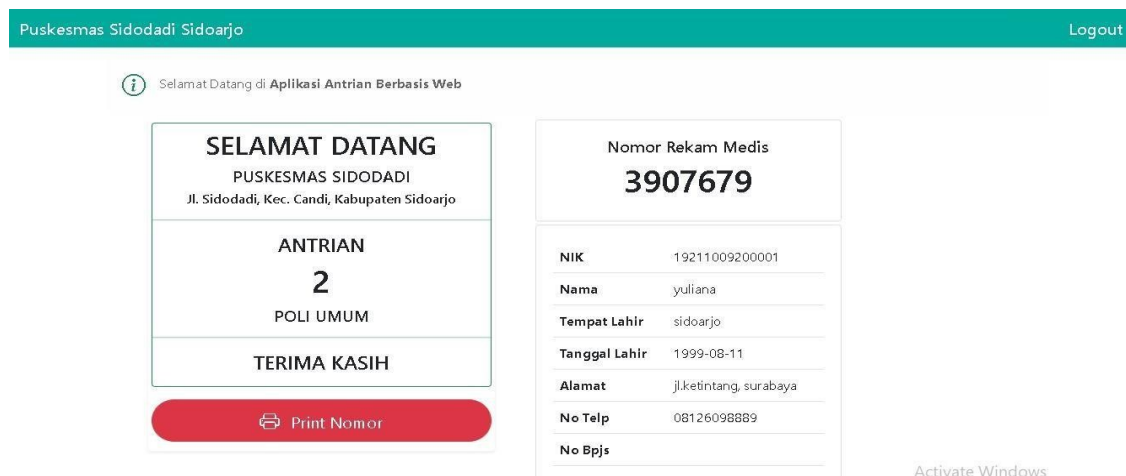 Puskesmas Sidodadi Sidoarjo
Logout
Selamat Datang di Aplikasi Antrian Berbasis Web
SELAMAT DATANG
PUSKESMAS SIDODADI
Jl. Sidodadi, Kec. Candi, Kabupaten Sidoarjo
ANTRIAN
2
POLI UMUM
TERIMA KASIH
Print Nomor
Nomor Rekam Medis
3907679
NIK 19211009200001
Nama yuliana
Tempat Lahir sidoarjo
Tanggal Lahir 1999-08-11
Alamat jl.ketintang, surabaya
No Telp 08126098889
No Bpjs
Activate Windows